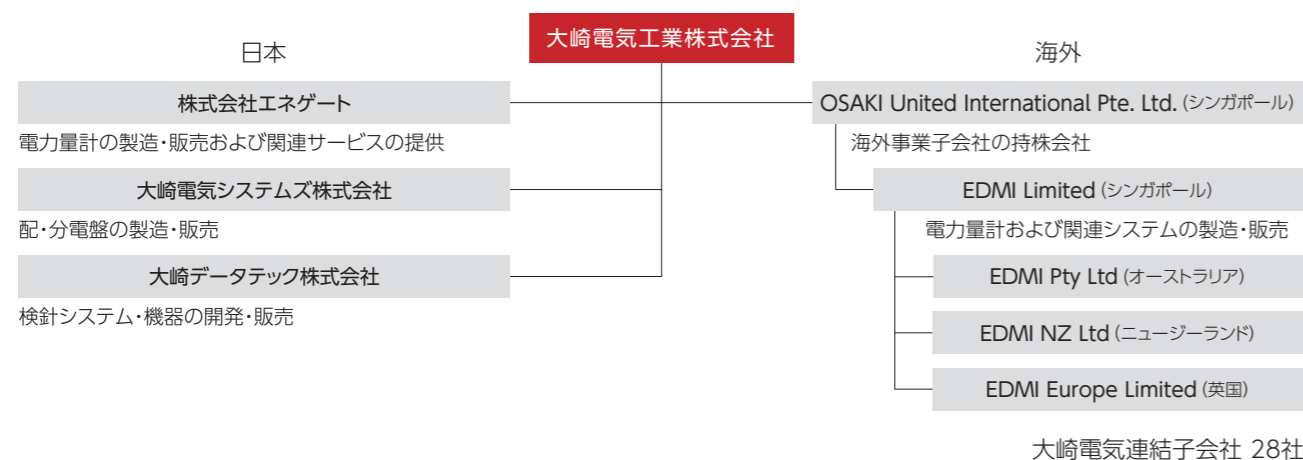 大崎電気工業株式会社
日本
株式会社エネゲート
電力量計の製造・販売および関連サービスの提供
大崎電気システムズ株式会社
配・分電盤の製造・販売
大崎データテック株式会社
検針システム・機器の開発・販売
海外
OSAKI United International Pte. Ltd. (シンガポール)
海外事業子会社の持株会社
EDMI Limited (シンガポール)
電力量計および関連システムの製造・販売
EDMI Pty Ltd (オーストラリア)
EDMI NZ Ltd (ニュージーランド)
EDMI Europe Limited (英国)
大崎電気連結子会社 28社